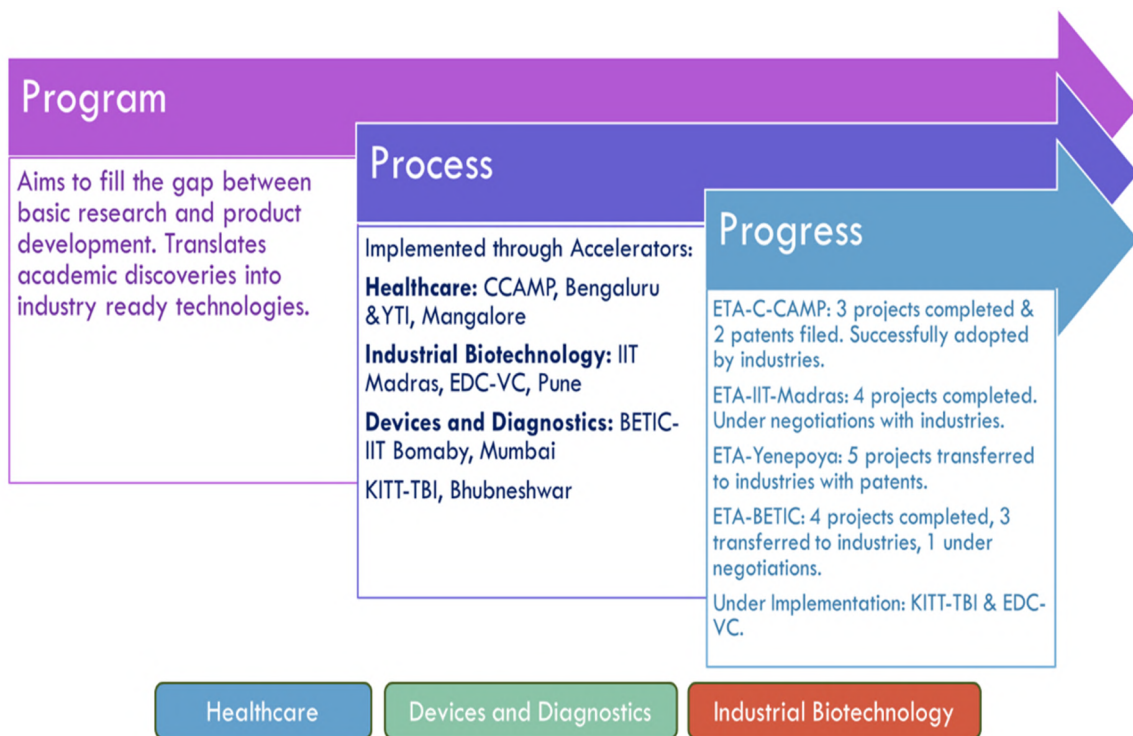 Program
Aims to fill the gap between
basic research and product
development. Translates
academic discoveries into
industry ready technologies.
Process
Implemented through Accelerators:
Healthcare: CCAMP, Bengaluru
&YTI, Mangalore
Industrial Biotechnology: IIT
Madras, EDC-VC, Pune
Devices and Diagnostics: BETIC-
IIT Bomaby, Mumbai
KITT-TBI, Bhubneshwar
Progress
ETA-C-CAMP: 3 projects completed &
2 patents filed. Successfully adopted
by industries.
ETA-IIT-Madras: 4 projects completed.
Under negotiations with industries.
ETA-Yenepoya: 5 projects transferred
to industries with patents.
ETA-BETIC: 4 projects completed, 3
transferred to industries, 1 under
negotiations.
Under Implementation: KITT-TBI & EDC-
VC.
Healthcare
Devices and Diagnostics
Industrial Biotechnology